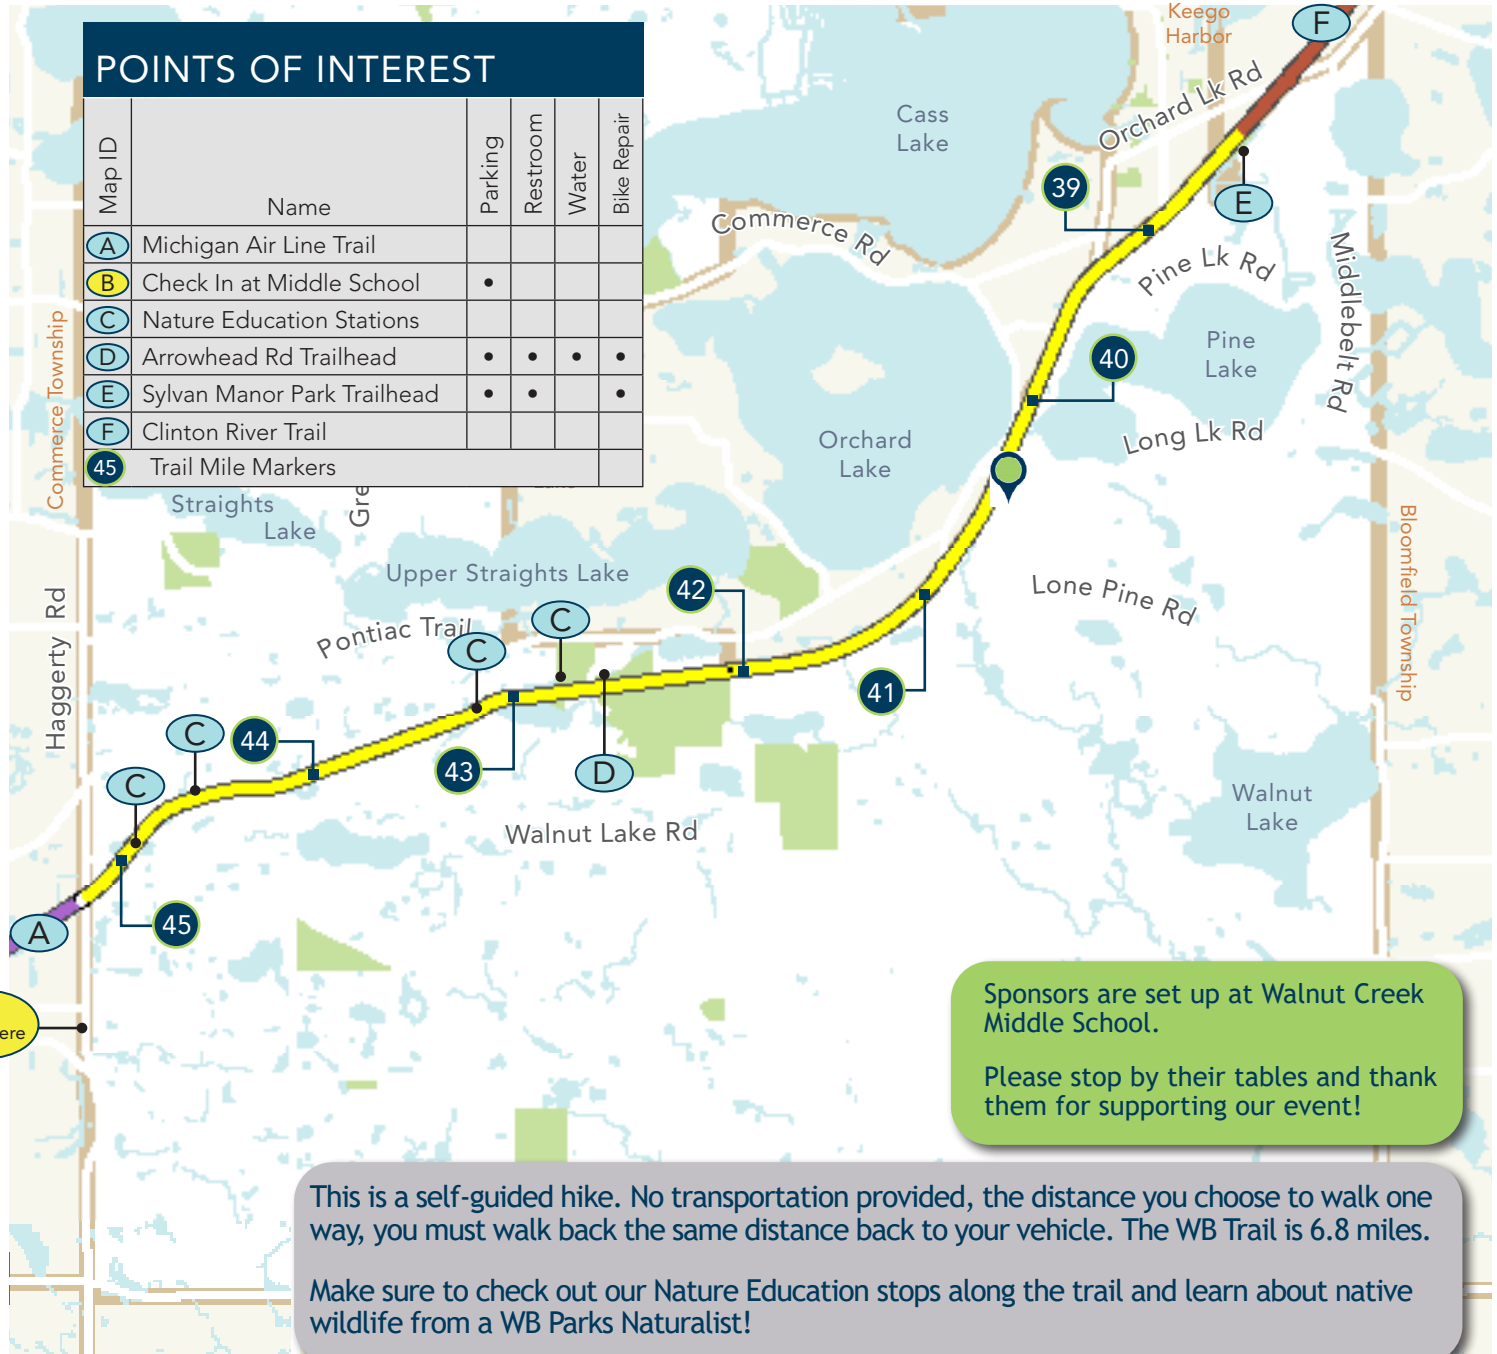 POINTS OF INTEREST
Map ID
Name
Parking
Restroom
Water
Bike Repair
A Michigan Air Line Trail
B Check In at Middle School •
C Nature Education Stations
D Arrowhead Rd Trailhead • • • •
E Sylvan Manor Park Trailhead • • •
F Clinton River Trail
45 Trail Mile Markers
Keego
Harbor
F
Orchard Lk Rd
Cass
Lake
39
E
Commerce Rd
Pine Lk Rd
Middlebelt Rd
Commerce Township
Pine
Lake
40
Orchard
Lake
Long Lk Rd
Straights
Lake
Gre
Upper Straights Lake
Bloomfield Township
Haggerty Rd
Pontiac Trail
C
C
42
Lone Pine Rd
41
C
44
43
D
C
Walnut Lake Rd
Walnut
Lake
45
A
ere
Sponsors are set up at Walnut Creek
Middle School.
Please stop by their tables and thank
them for supporting our event!
This is a self-guided hike. No transportation provided, the distance you choose to walk one
way, you must walk back the same distance back to your vehicle. The WB Trail is 6.8 miles.
Make sure to check out our Nature Education stops along the trail and learn about native
wildlife from a WB Parks Naturalist!